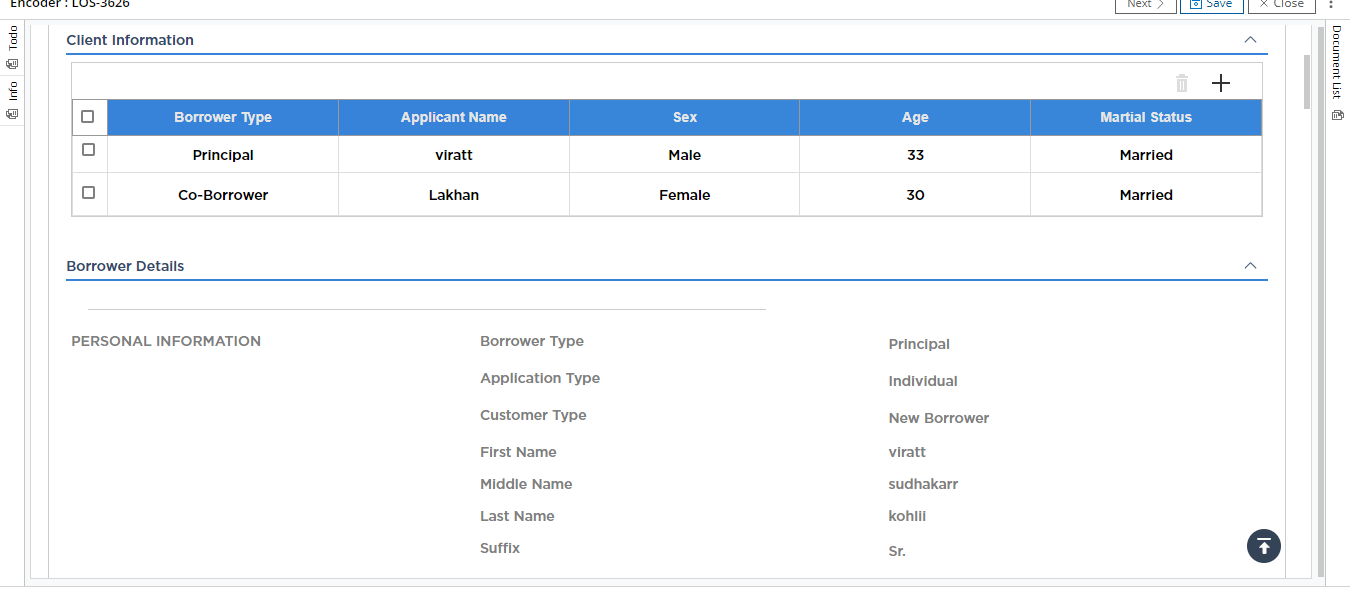 Encoder : LOS-3626
Next
Save
Close
Todo
Info
Document List
Client Information
Borrower Type Applicant Name Sex Age Martial Status
Principal viratt Male 33 Married
Co-Borrower Lakhan Female 30 Married
Borrower Details
PERSONAL INFORMATION
Borrower Type Principal
Application Type Individual
Customer Type New Borrower
First Name viratt
Middle Name sudhakarr
Last Name kohlii
Suffix Sr.